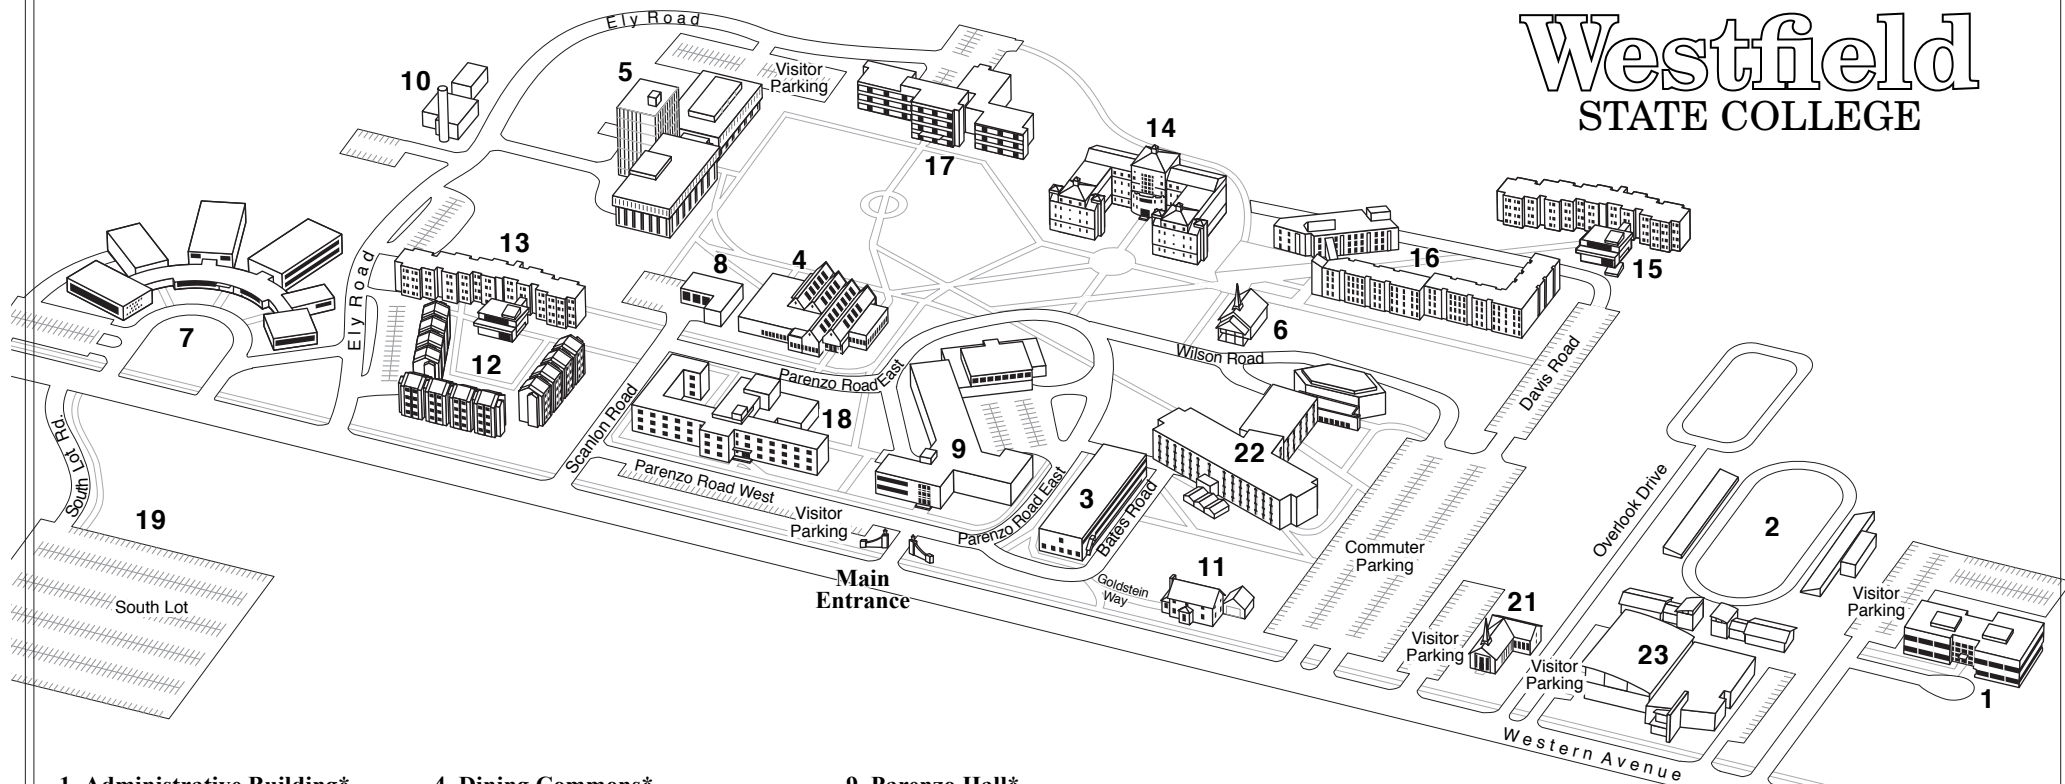 Westfield
STATE COLLEGE
Ely Road
10
5
Visitor
Parking
14
17
13
8
4
16
15
Ely Road
7
6
12
Wilson Road
Parenzo Road East
Davis Road
Scanlon Road
18
South Lot Rd.
9
22
Parenzo Road West
3
Parenzo Road East
Bates Road
Overlook Drive
2
19
Visitor
Parking
Commuter
Parking
Main
Entrance
11
Goldstein
Way
South Lot
21
Visitor
Parking
Visitor
Parking
Visitor
Parking
23
1
Western Avenue
1 Administrative Building*
4 Dining Commons*
9 Parenzo Hall*